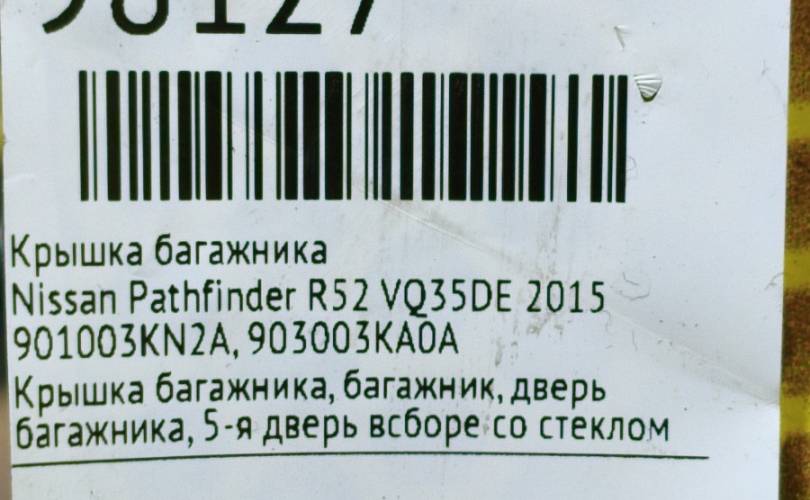 Крышка багажника
Nissan Pathfinder R52 VQ35DE 2015
901003KN2A, 903003KA0A
Крышка багажника, багажник, дверь
багажника, 5-я дверь всборе со стеклом